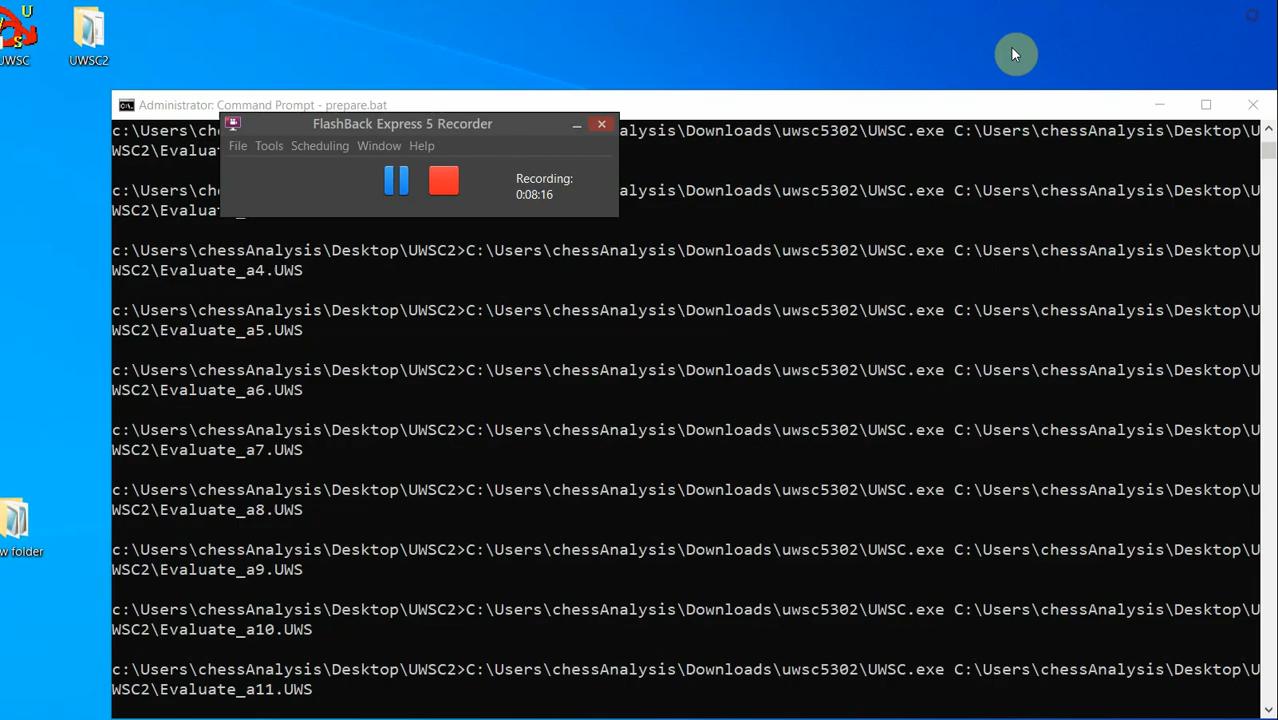 U
S
UWSC
UWSC2
Administrator: Command Prompt - prepare.bat
FlashBack Express 5 Recorder
File Tools Scheduling Window Help
Recording:
0:08:16
c:\Users\che
alysis\Downloads\uwsc5302\UWSC.exe C:\Users\chessAnalysis\Desktop\U
WSC2\Evaluat
c:\Users\che
alysis\Downloads\uwsc5302\UWSC.exe C:\Users\chessAnalysis\Desktop\U
WSC2\Evaluat
c:\Users\chessAnalysis\Desktop\UWSC2>C:\Users\chessAnalysis\Downloads\uwsc5302\UWSC.exe C:\Users\chessAnalysis\Desktop\U
WSC2\Evaluate_a4.UWS
c:\Users\chessAnalysis\Desktop\UWSC2>C:\Users\chessAnalysis\Downloads\uwsc5302\UWSC.exe C:\Users\chessAnalysis\Desktop\U
WSC2\Evaluate_a5.UWS
c:\Users\chessAnalysis\Desktop\UWSC2>C:\Users\chessAnalysis\Downloads\uwsc5302\UWSC.exe C:\Users\chessAnalysis\Desktop\U
WSC2\Evaluate_a6.UWS
c:\Users\chessAnalysis\Desktop\UWSC2>C:\Users\chessAnalysis\Downloads\uwsc5302\UWSC.exe C:\Users\chessAnalysis\Desktop\U
WSC2\Evaluate_a7.UWS
c:\Users\chessAnalysis\Desktop\UWSC2>C:\Users\chessAnalysis\Downloads\uwsc5302\UWSC.exe C:\Users\chessAnalysis\Desktop\U
WSC2\Evaluate_a8.UWS
c:\Users\chessAnalysis\Desktop\UWSC2>C:\Users\chessAnalysis\Downloads\uwsc5302\UWSC.exe C:\Users\chessAnalysis\Desktop\U
WSC2\Evaluate_a9.UWS
w folder
c:\Users\chessAnalysis\Desktop\UWSC2>C:\Users\chessAnalysis\Downloads\uwsc5302\UWSC.exe C:\Users\chessAnalysis\Desktop\U
WSC2\Evaluate_a10.UWS
c:\Users\chessAnalysis\Desktop\UWSC2>C:\Users\chessAnalysis\Downloads\uwsc5302\UWSC.exe C:\Users\chessAnalysis\Desktop\U
WSC2\Evaluate_a11.UWS